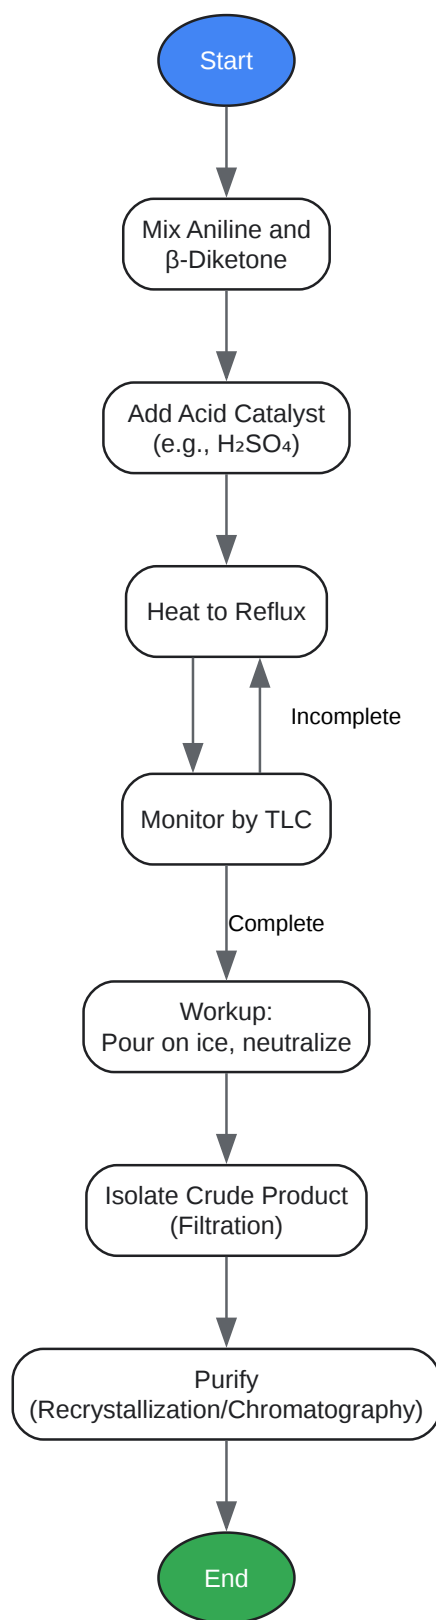 Start
Mix Aniline and
β-Diketone
Add Acid Catalyst
(e.g., H₂SO₄)
Heat to Reflux
Incomplete
Monitor by TLC
Complete
Workup:
Pour on ice, neutralize
Isolate Crude Product
(Filtration)
Purify
(Recrystallization/Chromatography)
End